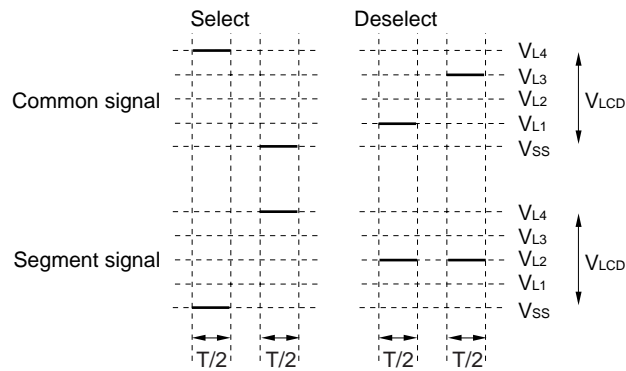 Select Deselect
VL4
VL3
Common signal VL2 VLCD
VL1
VSS
VL4
VL3
Segment signal VL2 VLCD
VL1
VSS
T/2 T/2 T/2 T/2